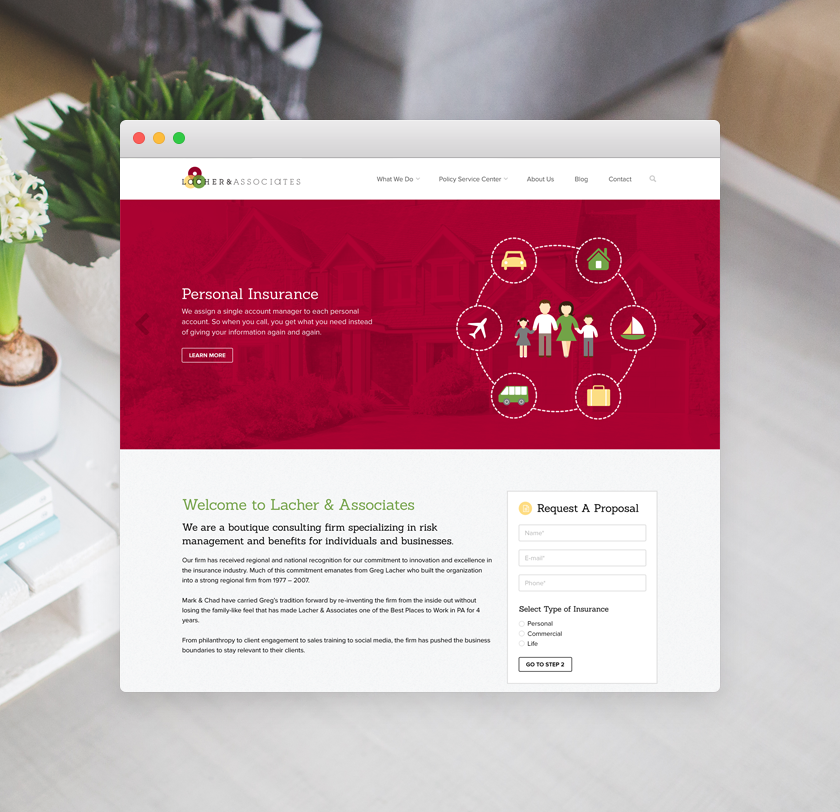 LACHER&ASSOCIATES
What We Do Policy Service Center About Us Blog Contact
Personal Insurance
We assign a single account manager to each personal
account. So when you call, you get what you need instead
of giving your information again and again.
LEARN MORE
Welcome to Lacher & Associates
We are a boutique consulting firm specializing in risk
management and benefits for individuals and businesses.
Our firm has received regional and national recognition for our commitment to innovation and excellence in
the insurance industry. Much of this commitment emanates from Greg Lacher who built the organization
into a strong regional firm from 1977 – 2007.
Mark & Chad have carried Greg's tradition forward by re-inventing the firm from the inside out without
losing the family-like feel that has made Lacher & Associates one of the Best Places to Work in PA for 4
years.
From philanthropy to client engagement to sales training to social media, the firm has pushed the business
boundaries to stay relevant to their clients.
Request A Proposal
Name*
E-mail*
Phone*
Select Type of Insurance
Personal
Commercial
Life
GO TO STEP 2